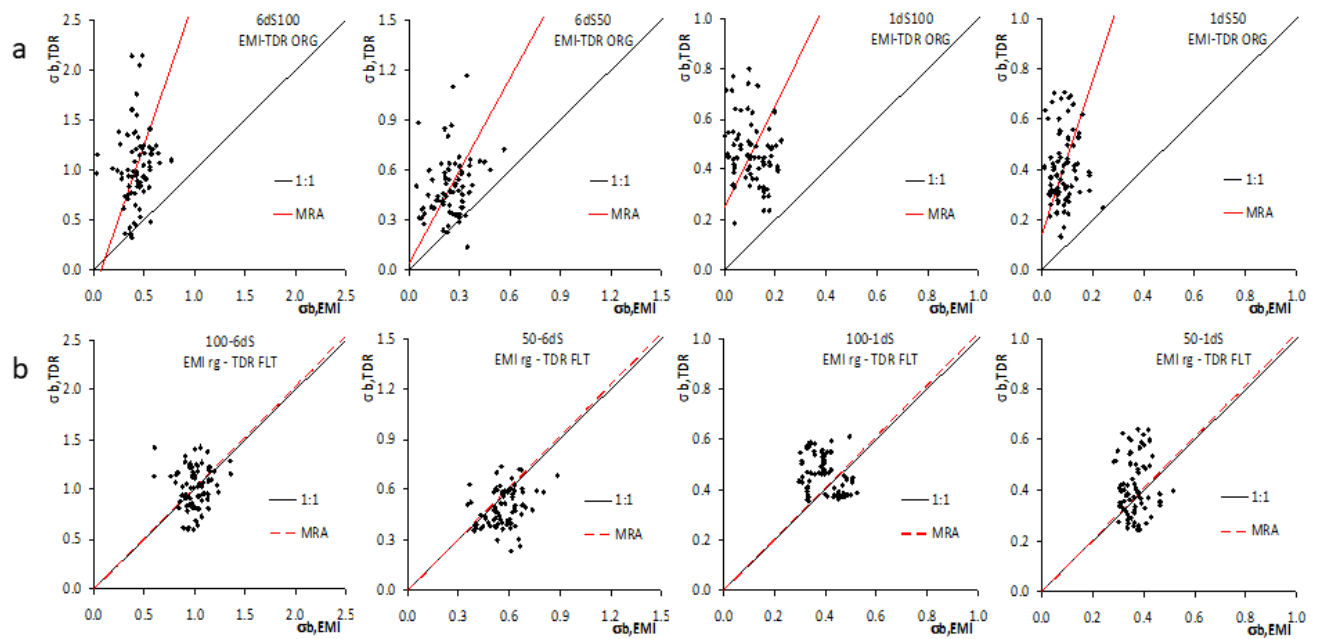 a
6dS100
EMI-TDR ORG
σ b,TDR
2.5
2.0
1.5
1.0
0.5
0.0
1:1
MRA
0.0 0.5 1.0 1.5 2.0 2.5
σb,EMI
6dS50
EMI-TDR ORG
σ b,TDR
1.5
1.2
0.9
0.6
0.3
0.0
1:1
MRA
0.0 0.3 0.6 0.9 1.2 1.5
σb,EMI
1dS100
EMI-TDR ORG
σ b,TDR
1.0
0.8
0.6
0.4
0.2
0.0
1:1
MRA
0.0 0.2 0.4 0.6 0.8 1.0
σb,EMI
1dS50
EMI-TDR ORG
σ b,TDR
1.0
0.8
0.6
0.4
0.2
0.0
1:1
MRA
0.0 0.2 0.4 0.6 0.8 1.0
σb,EMI
b
100-6dS
EMI rg - TDR FLT
σ b,TDR
2.5
2.0
1.5
1.0
0.5
0.0
1:1
MRA
0.0 0.5 1.0 1.5 2.0 2.5
σb,EMI
50-6dS
EMI rg - TDR FLT
σ b,TDR
1.5
1.2
0.9
0.6
0.3
0.0
1:1
MRA
0.0 0.3 0.6 0.9 1.2 1.5
σb,EMI
100-1dS
EMI rg - TDR FLT
σ b,TDR
1.0
0.8
0.6
0.4
0.2
0.0
1:1
MRA
0.0 0.2 0.4 0.6 0.8 1.0
σb,EMI
50-1dS
EMI rg - TDR FLT
σ b,TDR
1.0
0.8
0.6
0.4
0.2
0.0
1:1
MRA
0.0 0.2 0.4 0.6 0.8 1.0
σb,EMI